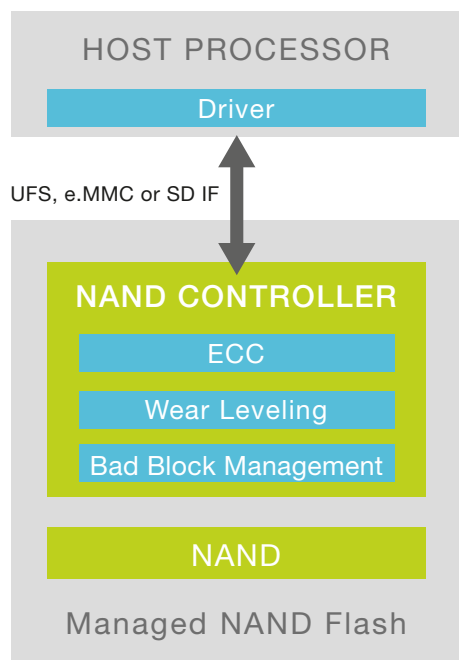 HOST PROCESSOR
Driver
UFS, e.MMC or SD IF
NAND CONTROLLER
ECC
Wear Leveling
Bad Block Management
NAND
Managed NAND Flash